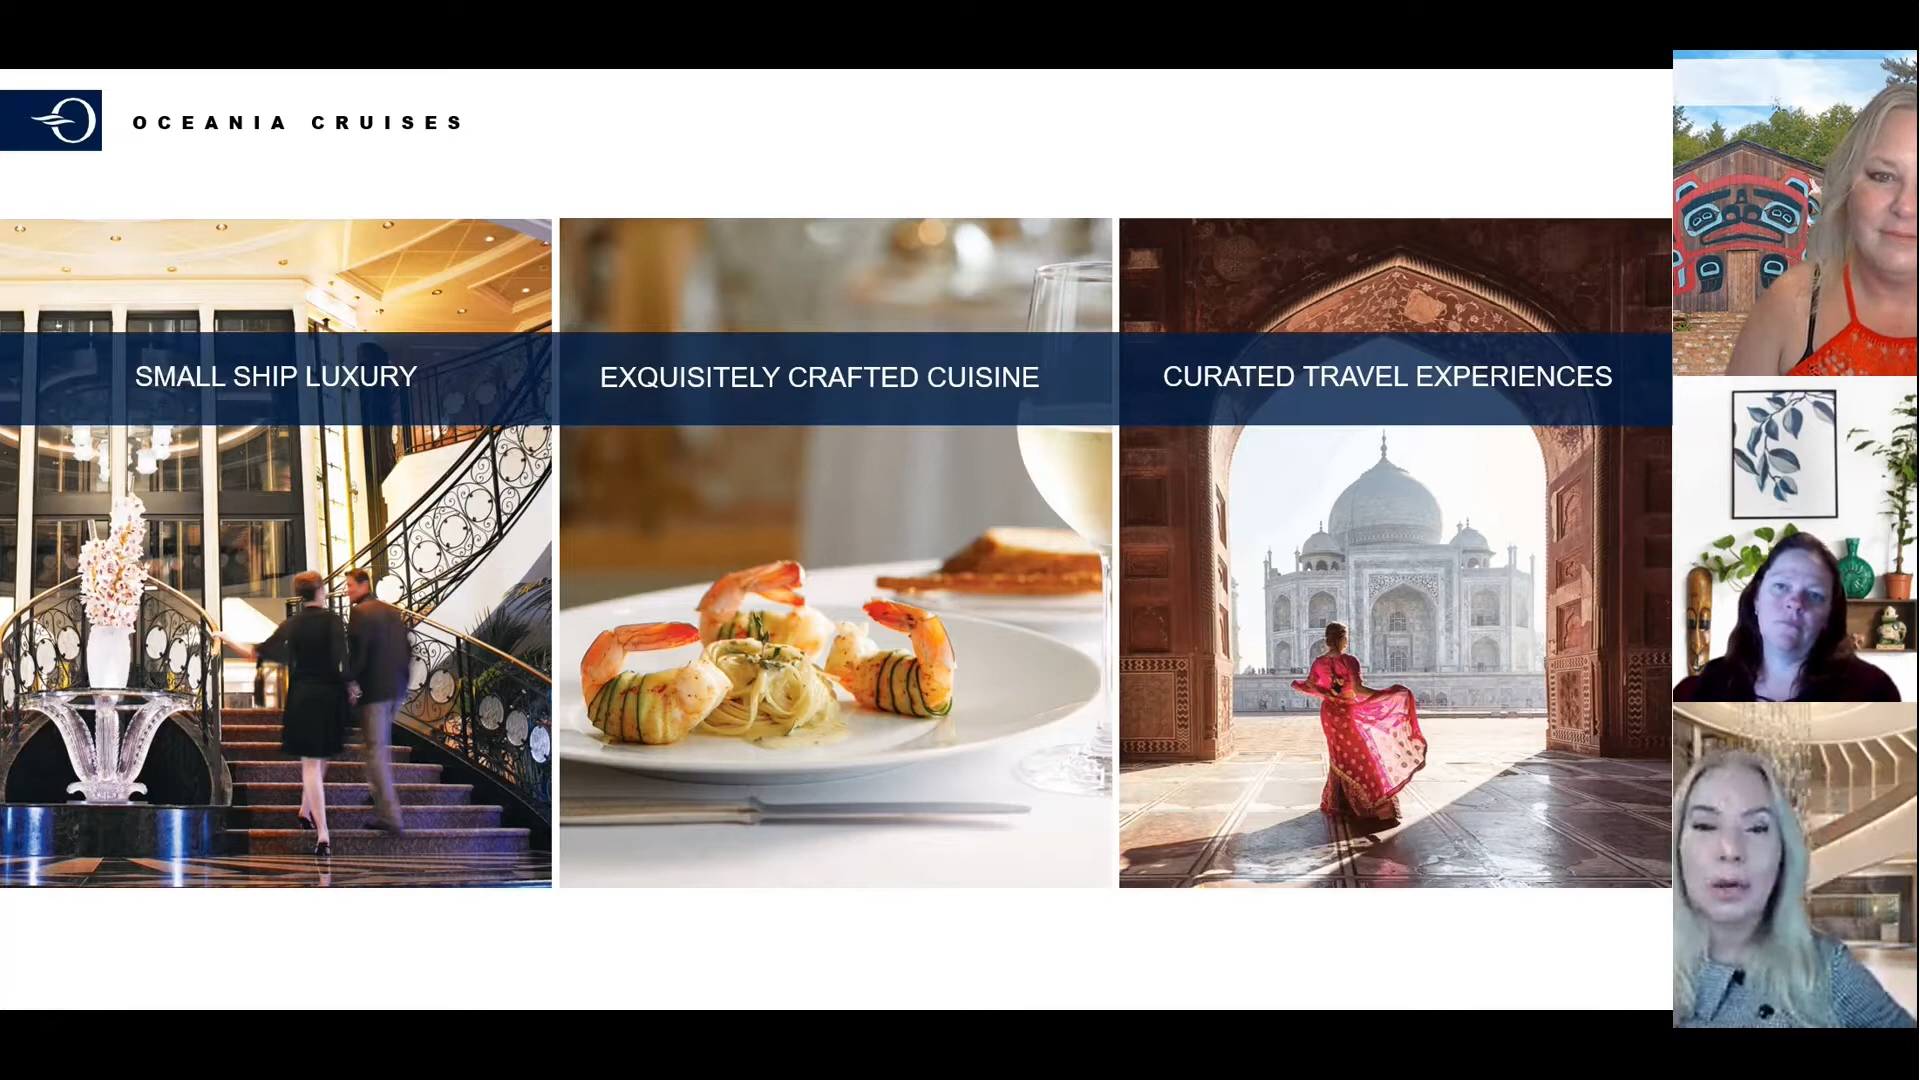 OCEANIA CRUISES
SMALL SHIP LUXURY
EXQUISITELY CRAFTED CUISINE
CURATED TRAVEL EXPERIENCES